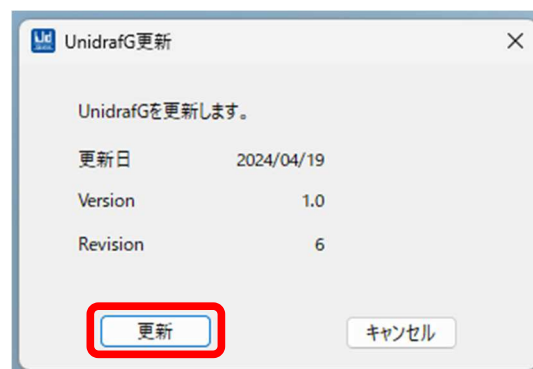 UnidrafG更新
UnidrafGを更新します。
更新日 2024/04/19
Version 1.0
Revision 6
更新 キャンセル